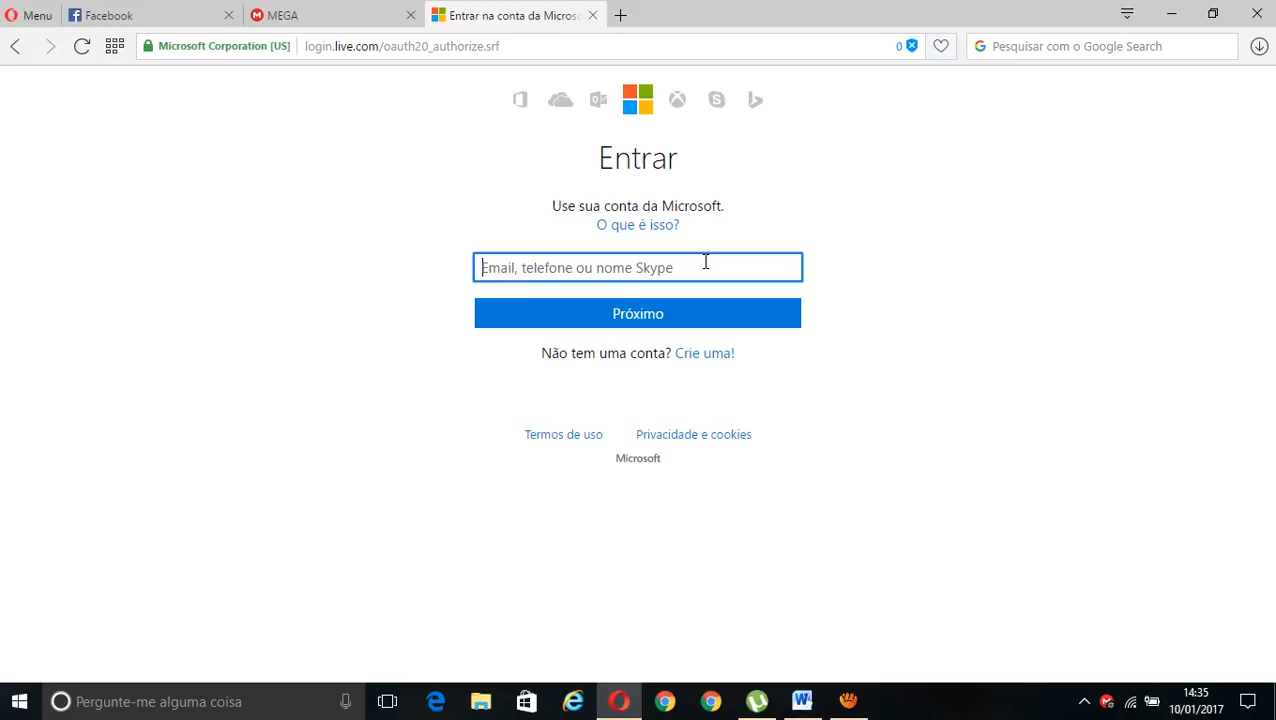 Menu
Facebook
MEGA
Entrar na conta da Micros
Microsoft Corporation [US]
login.live.com/oauth20_authorize.srf
0
Pesquisar com o Google Search
Entrar
Use sua conta da Microsoft.
O que é isso?
Email, telefone ou nome Skype
Próximo
Não tem uma conta? Crie uma!
Termos de uso
Privacidade e cookies
Microsoft
Pergunte-me alguma coisa
14:35
10/01/2017